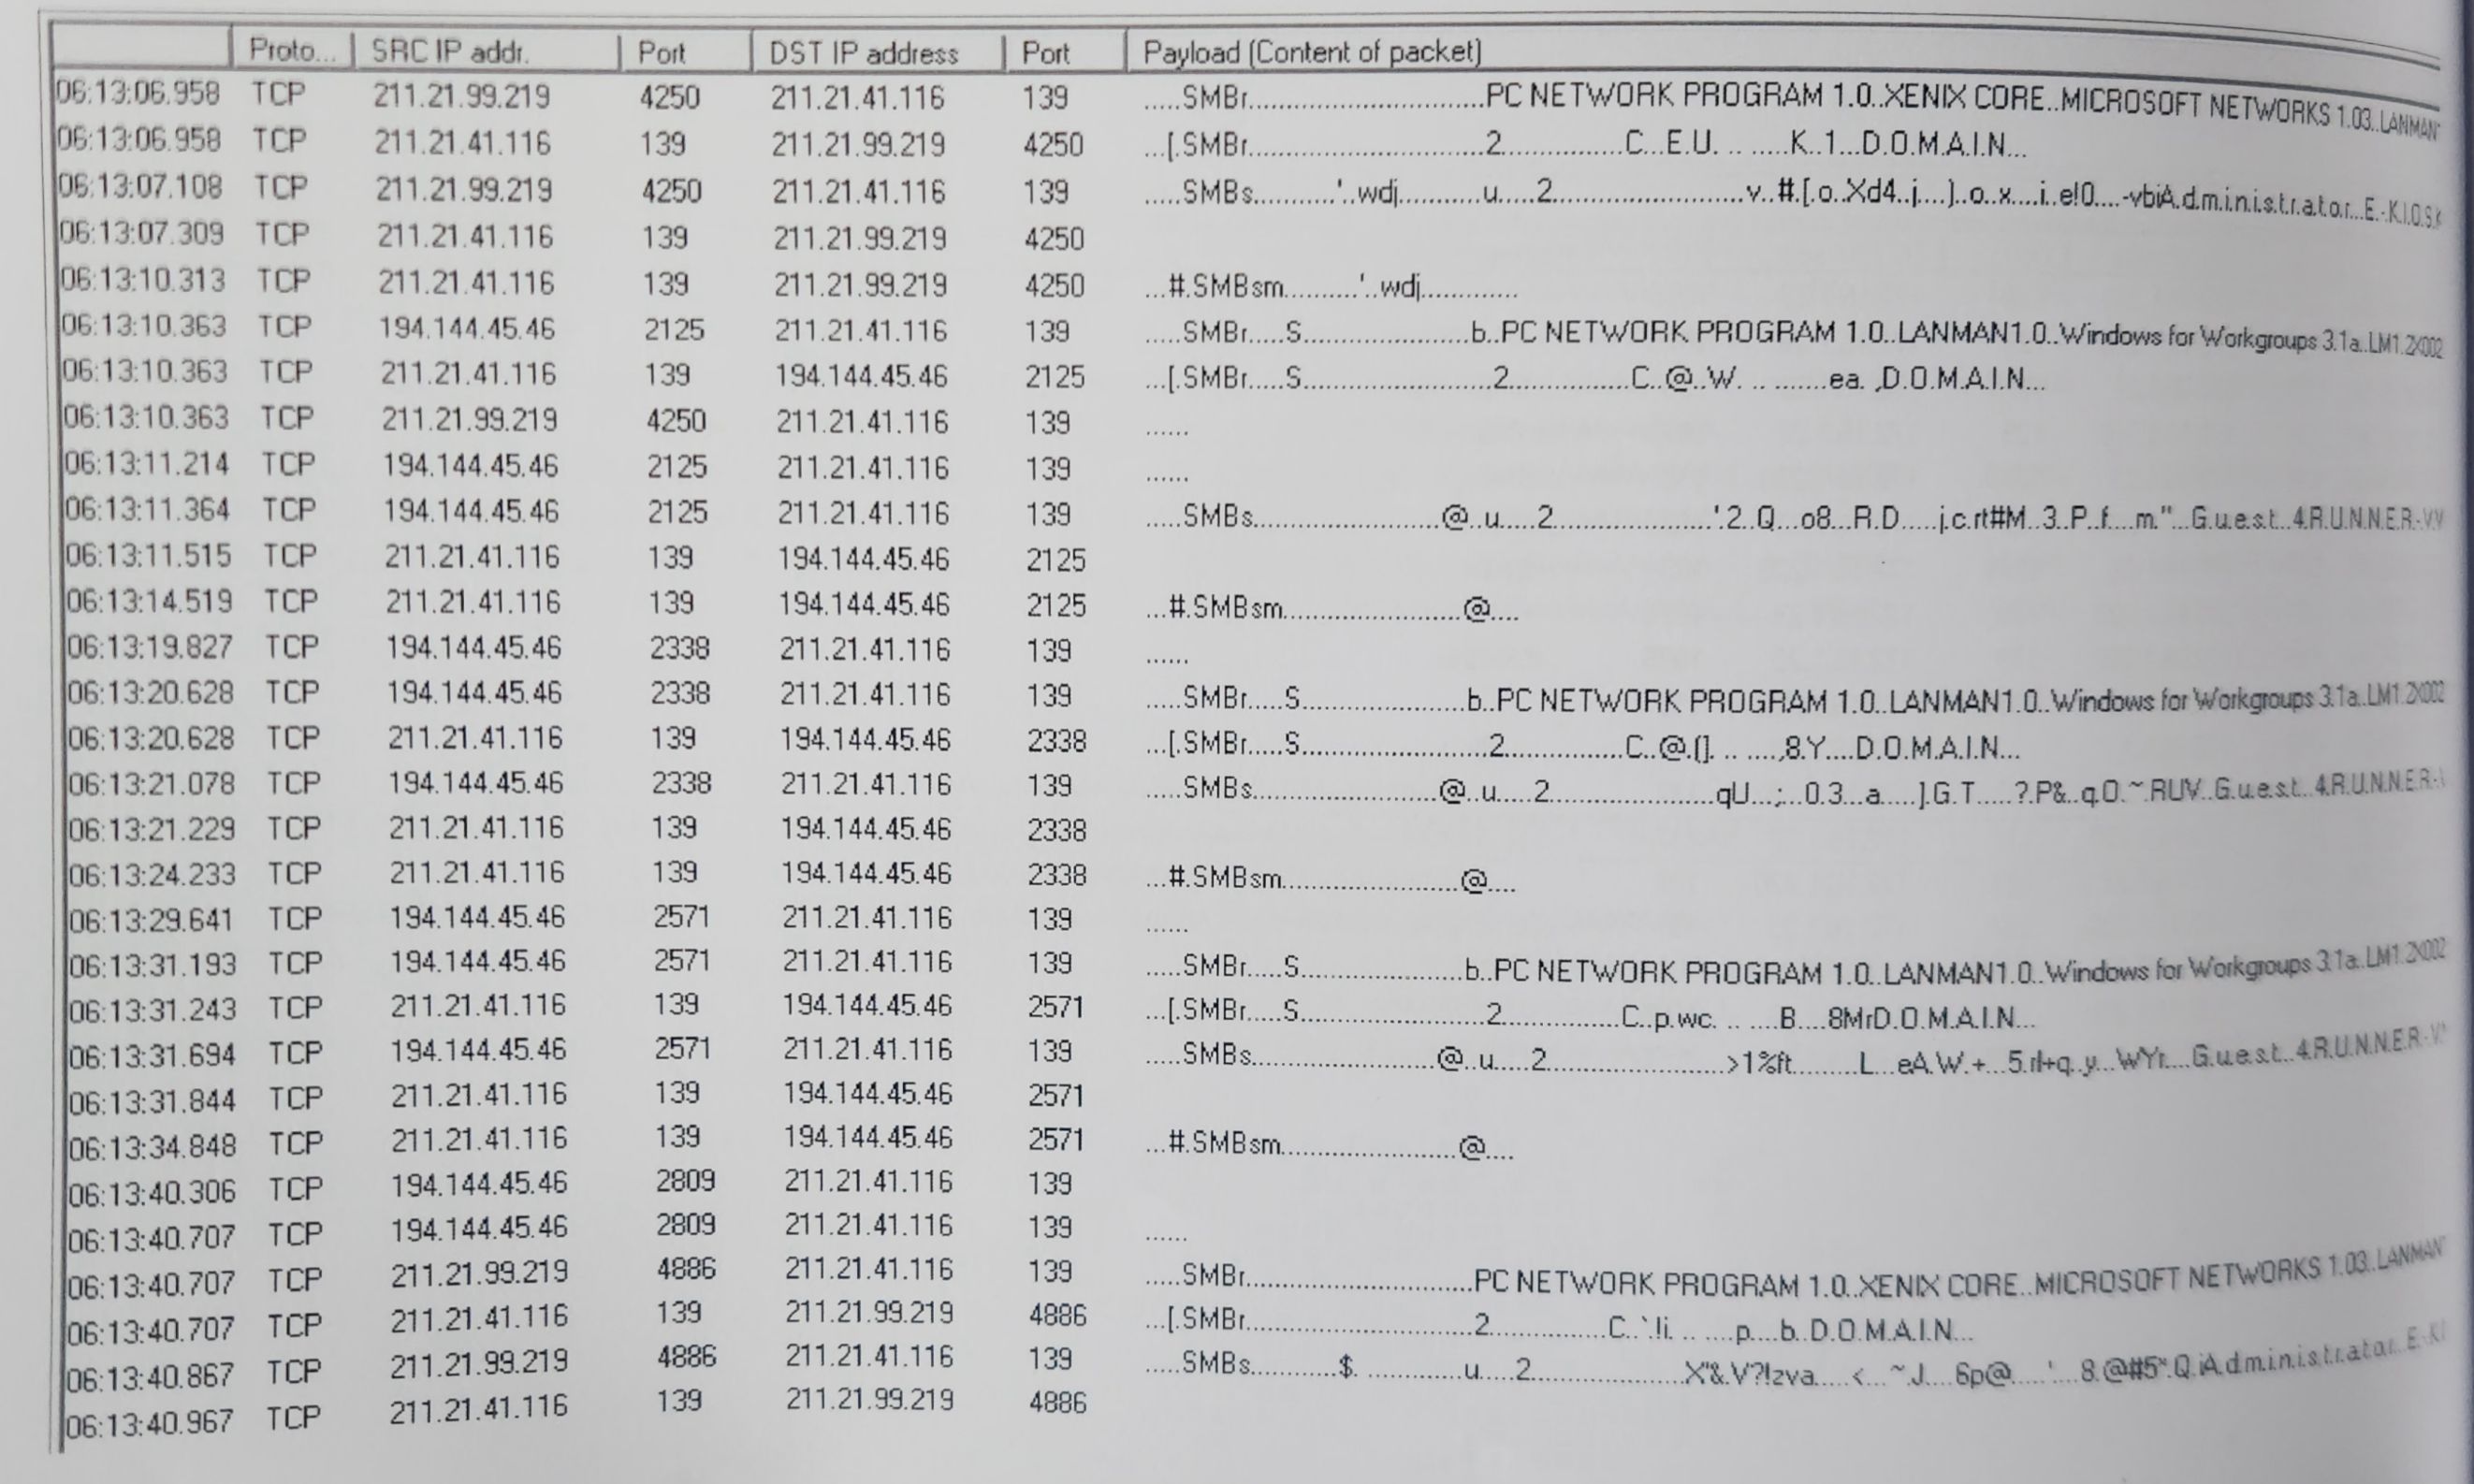 Proto... SRC IP addr. Port DST IP address Port Payload (Content of packet)
06:13:06.958 TCP 211.21.99.219 4250 211.21.41.116 139 .....SMBr.................................PC NETWORK PROGRAM 1.0..XENIX CORE..MICROSOFT NETWORKS 1.03..LANMAN
06:13:06.958 TCP 211.21.41.116 139 211.21.99.219 4250 ...[.SMBr.................................2.................C...E.U. .. ......K..1...D.O.M.A.I.N...
06:13:07.108 TCP 211.21.99.219 4250 211.21.41.116 139 .....SMBs...........'..wdj...........u....2..........................v..#.[.o..Xd4..j....]..o..x....i..e!0....-vbiA.d.m.i.n.i.s.t.r.a.t.o.r...E.-.K.I.O.S.K
06:13:07.309 TCP 211.21.41.116 139 211.21.99.219 4250
06:13:10.313 TCP 211.21.41.116 139 211.21.99.219 4250 ...#.SMBsm..........'..wdj.............
06:13:10.363 TCP 194.144.45.46 2125 211.21.41.116 139 .....SMBr.....S.......................b..PC NETWORK PROGRAM 1.0..LANMAN1.0..Windows for Workgroups 3.1a..LM1.2X002
06:13:10.363 TCP 211.21.41.116 139 194.144.45.46 2125 ...[.SMBr.....S..........................2.................C..@..W. .. .......ea. ,D.O.M.A.I.N...
06:13:10.363 TCP 211.21.99.219 4250 211.21.41.116 139 ......
06:13:11.214 TCP 194.144.45.46 2125 211.21.41.116 139 ......
06:13:11.364 TCP 194.144.45.46 2125 211.21.41.116 139 .....SMBs..........................@..u....2......................'2..Q...o8...R.D.....j.c.rt#M..3..P..f....m."...G.u.e.s.t...4.R.U.N.N.E.R.-.VV
06:13:11.515 TCP 211.21.41.116 139 194.144.45.46 2125
06:13:14.519 TCP 211.21.41.116 139 194.144.45.46 2125 ...#.SMBsm.........................@....
06:13:19.827 TCP 194.144.45.46 2338 211.21.41.116 139 ......
06:13:20.628 TCP 194.144.45.46 2338 211.21.41.116 139 .....SMBr.....S.......................b..PC NETWORK PROGRAM 1.0..LANMAN1.0..Windows for Workgroups 3.1a..LM1.2X002
06:13:20.628 TCP 211.21.41.116 139 194.144.45.46 2338 ...[.SMBr.....S..........................2.................C..@.(]. .. .....,8.Y....D.O.M.A.I.N...
06:13:21.078 TCP 194.144.45.46 2338 211.21.41.116 139 .....SMBs..........................@..u....2.......................qU...;...0.3...a.....].G.T.....?.P&..q.O.~.RUV..G.u.e.s.t...4.R.U.N.N.E.R.-
06:13:21.229 TCP 211.21.41.116 139 194.144.45.46 2338
06:13:24.233 TCP 211.21.41.116 139 194.144.45.46 2338 ...#.SMBsm.........................@....
06:13:29.641 TCP 194.144.45.46 2571 211.21.41.116 139 ......
06:13:31.193 TCP 194.144.45.46 2571 211.21.41.116 139 .....SMBr.....S.......................b..PC NETWORK PROGRAM 1.0..LANMAN1.0..Windows for Workgroups 3.1a..LM1.2X002
06:13:31.243 TCP 211.21.41.116 139 194.144.45.46 2571 ...[.SMBr.....S..........................2.................C..p.wc. .. ....B....8MrD.O.M.A.I.N...
06:13:31.694 TCP 194.144.45.46 2571 211.21.41.116 139 .....SMBs..........................@..u....2.........................>1%ft.........L...eA.W.+...5.rl+q..y...WYr....G.u.e.s.t...4.R.U.N.N.E.R.-.V
06:13:31.844 TCP 211.21.41.116 139 194.144.45.46 2571
06:13:34.848 TCP 211.21.41.116 139 194.144.45.46 2571 ...#.SMBsm.........................@....
06:13:40.306 TCP 194.144.45.46 2809 211.21.41.116 139
06:13:40.707 TCP 194.144.45.46 2809 211.21.41.116 139 ......
06:13:40.707 TCP 211.21.99.219 4886 211.21.41.116 139 .....SMBr................................PC NETWORK PROGRAM 1.0..XENIX CORE..MICROSOFT NETWORKS 1.03..LANMAN
06:13:40.707 TCP 211.21.41.116 139 211.21.99.219 4886 ...[.SMBr................................2.................C..`.!i. .. .....p....b..D.O.M.A.I.N...
06:13:40.867 TCP 211.21.99.219 4886 211.21.41.116 139 .....SMBs............$. .............u....2......................X"&.V?!zva.....<...~.J....6p@.....'...8.@#5".Q.iA.d.m.i.n.i.s.t.r.a.t.o.r...E.-.K
06:13:40.967 TCP 211.21.41.116 139 211.21.99.219 4886